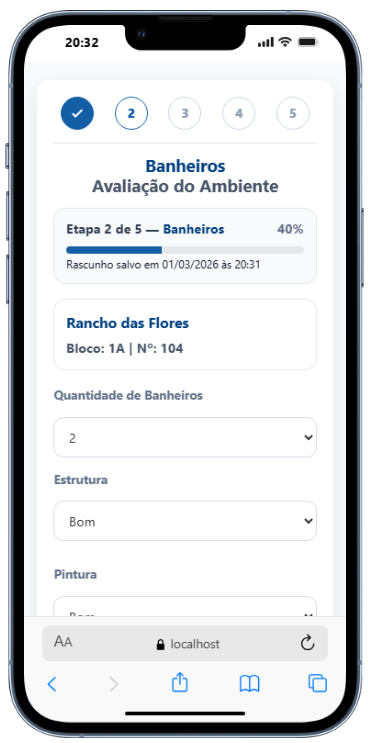 20:32
2
3
4
5
Banheiros
Avaliação do Ambiente
Etapa 2 de 5 — Banheiros
40%
Rascunho salvo em 01/03/2026 às 20:31
Rancho das Flores
Bloco: 1A | Nº: 104
Quantidade de Banheiros
2
Estrutura
Bom
Pintura
Bom
AA
localhost